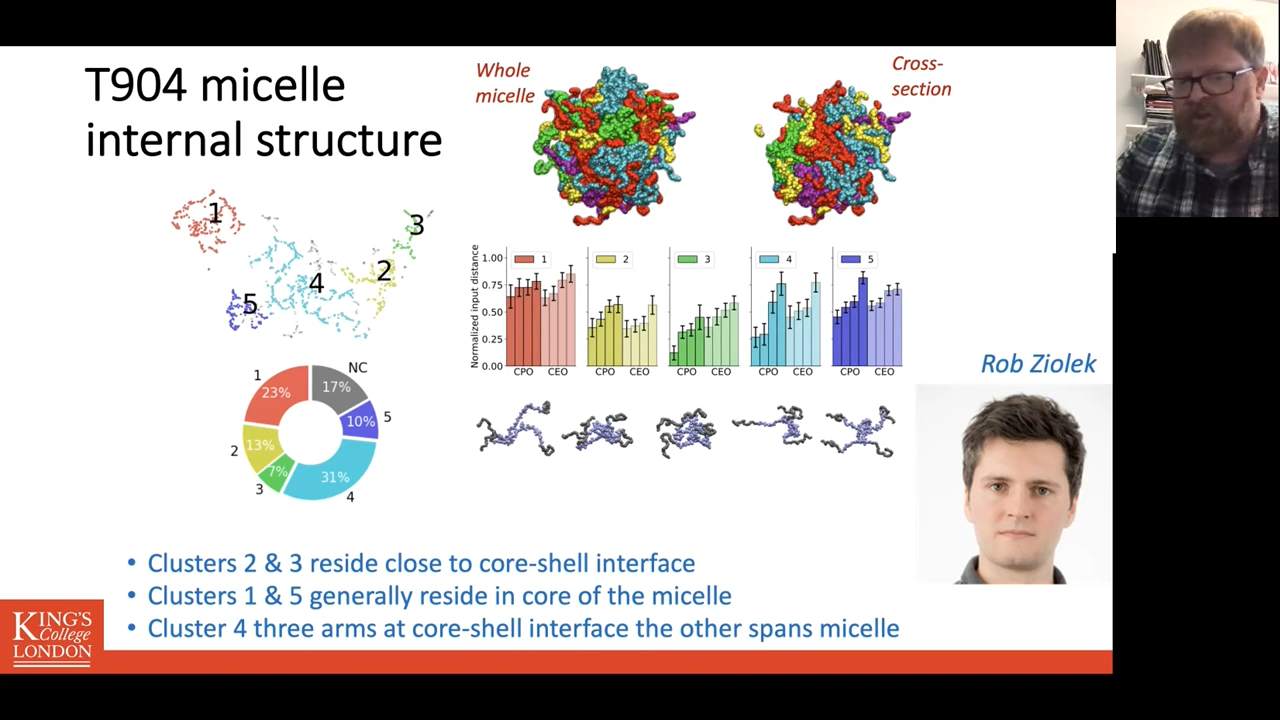 T904 micelle
internal structure
Whole
micelle
Cross-
section
1
2
3
4
5
NC
17%
5
10%
4
31%
3
7%
2
13%
1
23%
Normalized input distance
1.00
0.75
0.50
0.25
0.00
1
2
3
4
5
CPO CEO
CPO CEO
CPO CEO
CPO CEO
CPO CEO
Rob Ziolek
• Clusters 2 & 3 reside close to core-shell interface
• Clusters 1 & 5 generally reside in core of the micelle
• Cluster 4 three arms at core-shell interface the other spans micelle
KING'S
College
LONDON